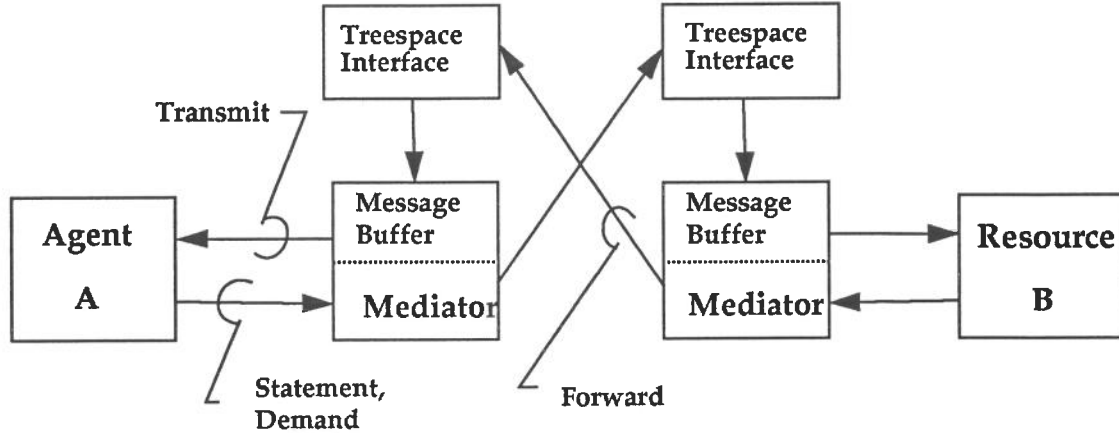 Treespace
Interface
Treespace
Interface
Transmit
Agent
A
Message
Buffer
Mediator
Message
Buffer
Mediator
Resource
B
Statement,
Demand
Forward